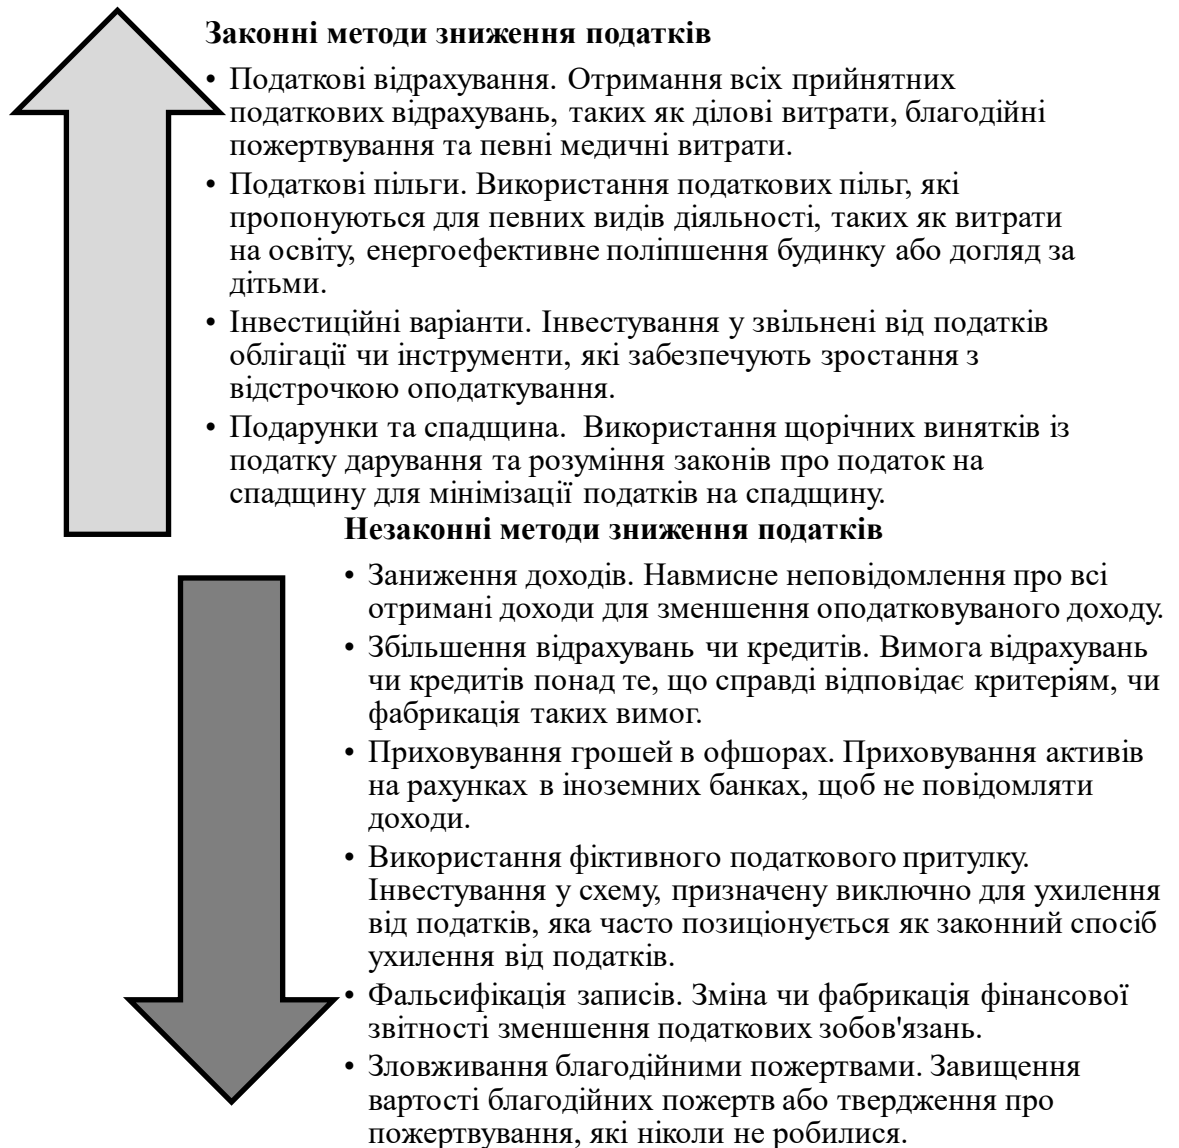 Законні методи зниження податків
• Податкові відрахування. Отримання всіх прийнятних
податкових відрахувань, таких як ділові витрати, благодійні
пожертвування та певні медичні витрати.
• Податкові пільги. Використання податкових пільг, які
пропонуються для певних видів діяльності, таких як витрати
на освіту, енергоефективне поліпшення будинку або догляд за
дітьми.
• Інвестиційні варіанти. Інвестування у звільнені від податків
облігації чи інструменти, які забезпечують зростання з
відстрочкою оподаткування.
• Подарунки та спадщина. Використання щорічних винятків із
податку дарування та розуміння законів про податок на
спадщину для мінімізації податків на спадщину.
Незаконні методи зниження податків
• Заниження доходів. Навмисне неповідомлення про всі
отримані доходи для зменшення оподатковуваного доходу.
• Збільшення відрахувань чи кредитів. Вимога відрахувань
чи кредитів понад те, що справді відповідає критеріям, чи
фабрикація таких вимог.
• Приховування грошей в офшорах. Приховування активів
на рахунках в іноземних банках, щоб не повідомляти
доходи.
• Використання фіктивного податкового притулку.
Інвестування у схему, призначену виключно для ухилення
від податків, яка часто позиціонується як законний спосіб
ухилення від податків.
• Фальсифікація записів. Зміна чи фабрикація фінансової
звітності зменшення податкових зобов'язань.
• Зловживання благодійними пожертвами. Завищення
вартості благодійних пожертв або твердження про
пожертвування, які ніколи не робилися.